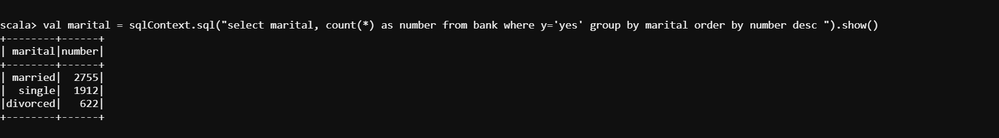 scala> val marital = sqlContext.sql("select marital, count(*) as number from bank where y='yes' group by marital order by number desc ").show()
+--------+------+
| marital|number|
+--------+------+
| married|  2755|
|  single|  1912|
|divorced|   622|
+--------+------+